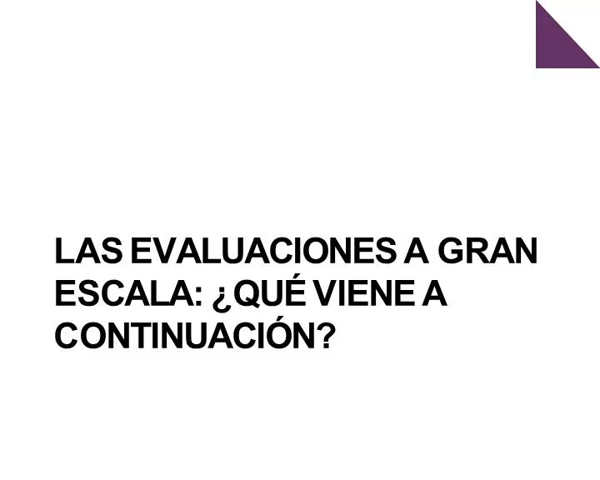 LAS EVALUACIONES A GRAN
ESCALA: ¿QUÉ VIENE A
CONTINUACIÓN?